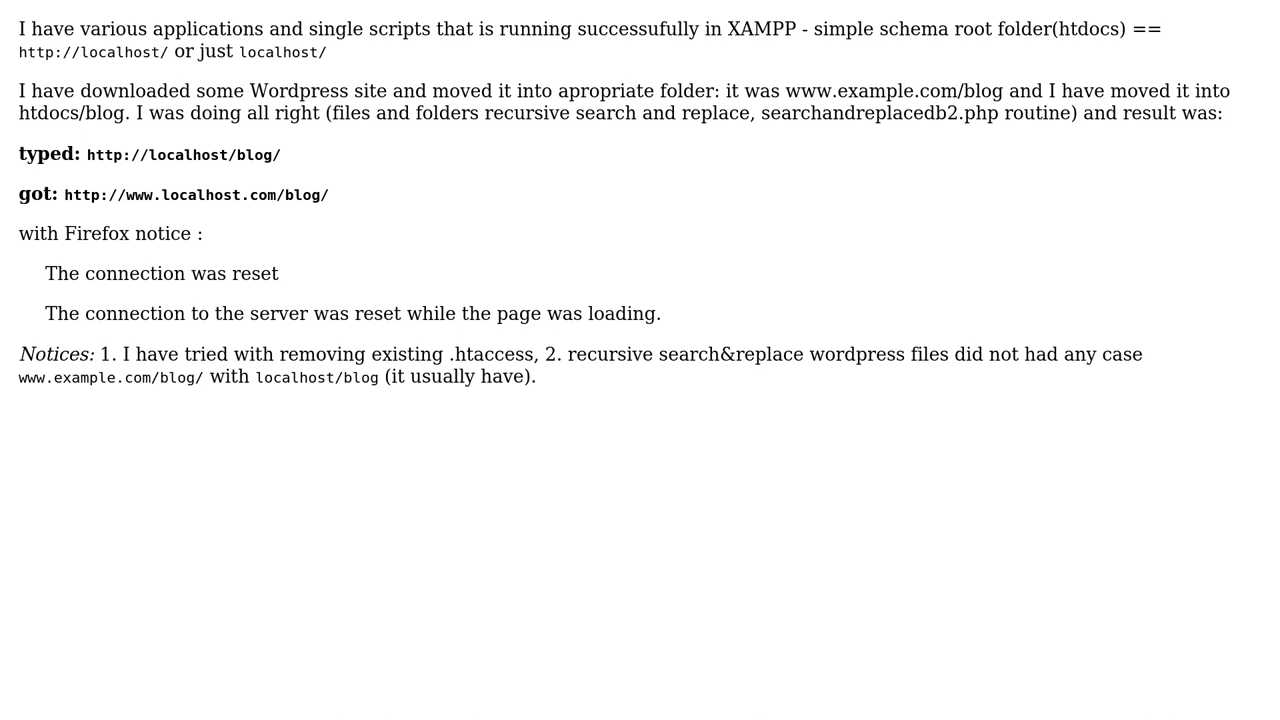 I have various applications and single scripts that is running successufully in XAMPP - simple schema root folder(htdocs) ==
http://localhost/ or just localhost/
I have downloaded some Wordpress site and moved it into apropriate folder: it was www.example.com/blog and I have moved it into
htdocs/blog. I was doing all right (files and folders recursive search and replace, searchandreplacedb2.php routine) and result was:
typed: http://localhost/blog/
got: http://www.localhost.com/blog/
with Firefox notice :
The connection was reset
The connection to the server was reset while the page was loading.
Notices: 1. I have tried with removing existing .htaccess, 2. recursive search&replace wordpress files did not had any case
www.example.com/blog/ with localhost/blog (it usually have).